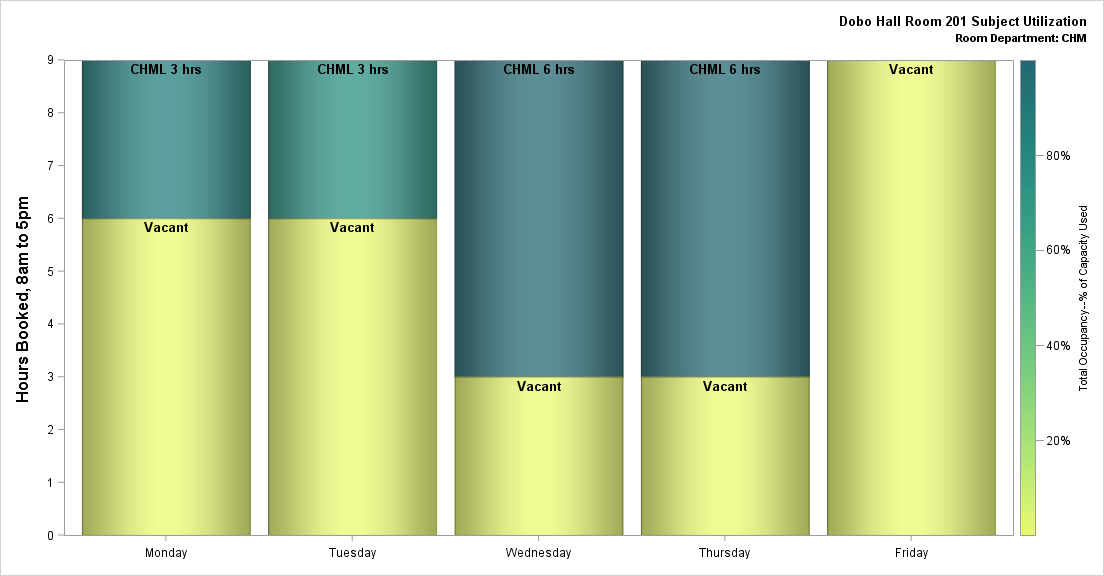 Dobo Hall Room 201 Subject Utilization
Room Department: CHM
Hours Booked, 8am to 5pm
9
8
7
6
5
4
3
2
1
0
CHML 3 hrs
Vacant
CHML 3 hrs
Vacant
CHML 6 hrs
Vacant
CHML 6 hrs
Vacant
Vacant
Monday
Tuesday
Wednesday
Thursday
Friday
80%
60%
40%
20%
Total Occupancy--% of Capacity Used